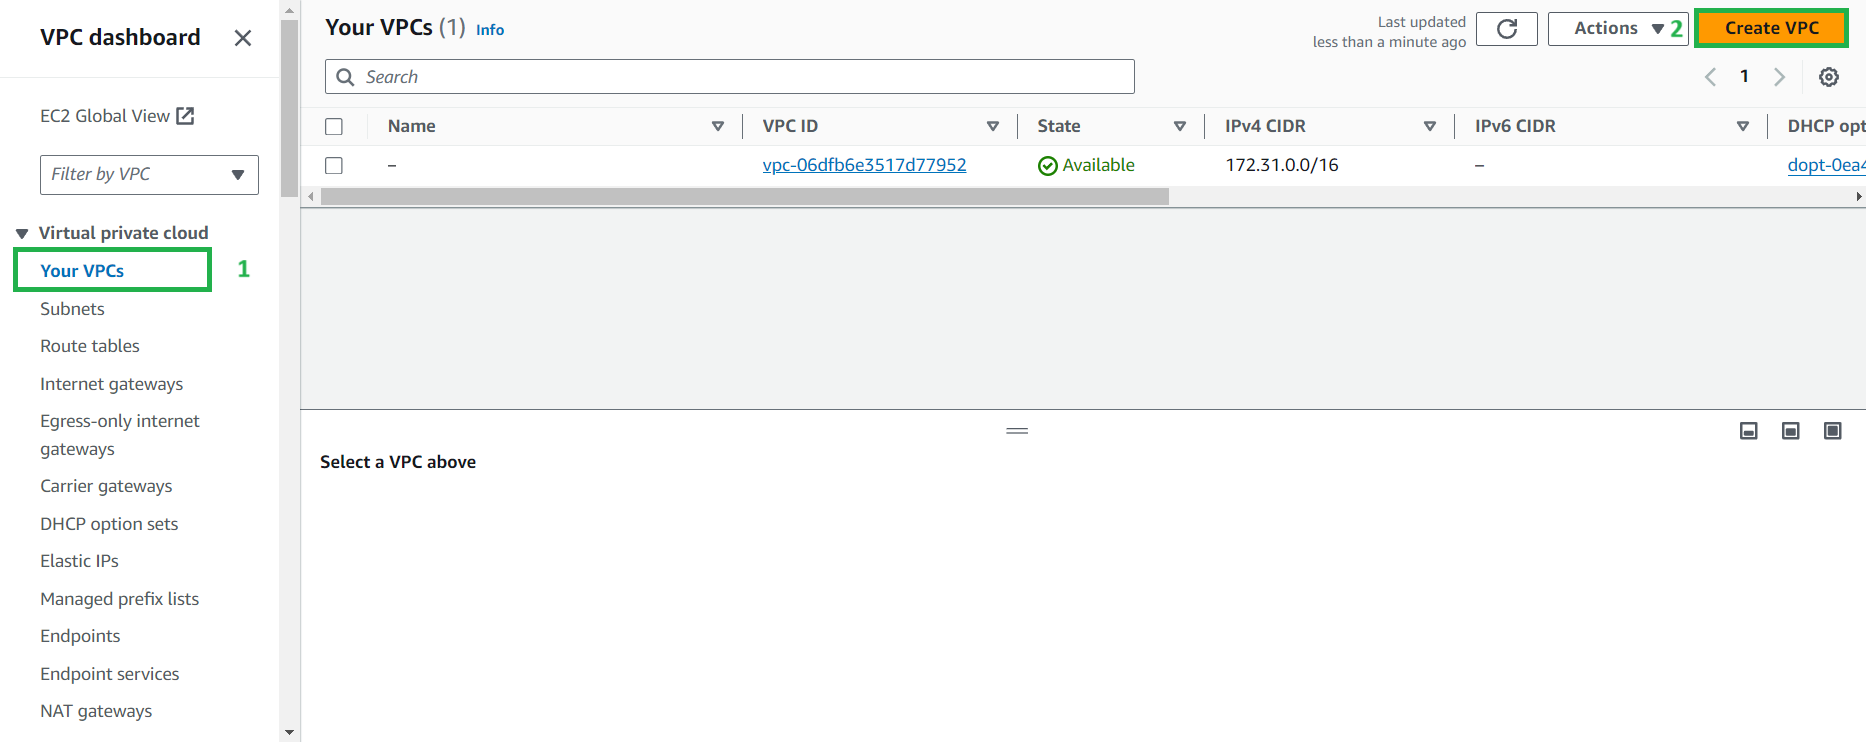 VPC dashboard
EC2 Global View
Filter by VPC
Virtual private cloud
Your VPCs 1
Subnets
Route tables
Internet gateways
Egress-only internet
gateways
Carrier gateways
DHCP option sets
Elastic IPs
Managed prefix lists
Endpoints
Endpoint services
NAT gateways
Your VPCs (1) Info
Last updated
less than a minute ago
Actions 2 Create VPC
Search
1
Name VPC ID State IPv4 CIDR IPv6 CIDR DHCP opt
– vpc-06dfb6e3517d77952 Available 172.31.0.0/16 – dopt-0ea4
Select a VPC above